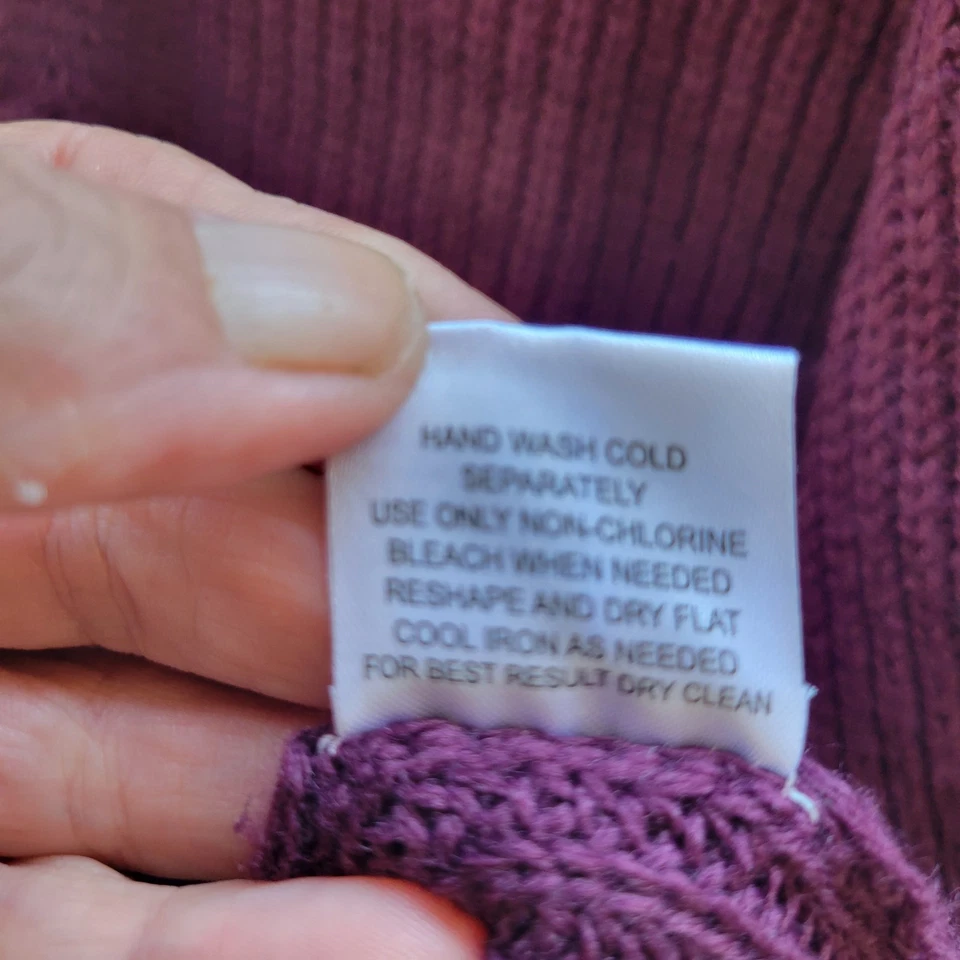 HAND WASH COLD
SEPARATELY
USE ONLY NON-CHLORINE
BLEACH WHEN NEEDED
RESHAPE AND DRY FLAT
COOL IRON AS NEEDED
FOR BEST RESULT DRY CLEAN